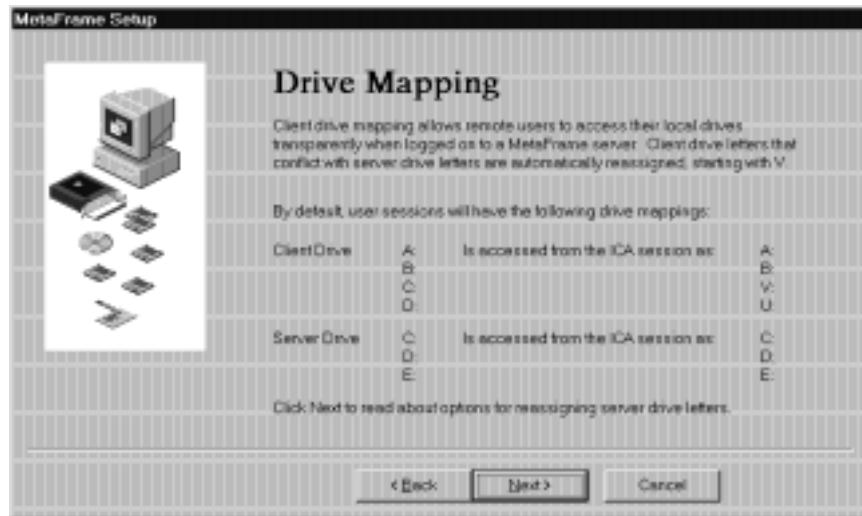 MetaFrame Setup
Drive Mapping
Client drive mapping allows remote users to access their local drives
transparently when logged on to a MetaFrame server. Client drive letters that
conflict with server drive letters are automatically reassigned, starting with V.
By default, user sessions will have the following drive mappings:
Client Drive A: Is accessed from the ICA session as: A:
B: B:
C: V:
D: U:
Server Drive C: Is accessed from the ICA session as: C:
D: D:
E: E:
Click Next to read about options for reassigning server drive letters.
< Back Next > Cancel